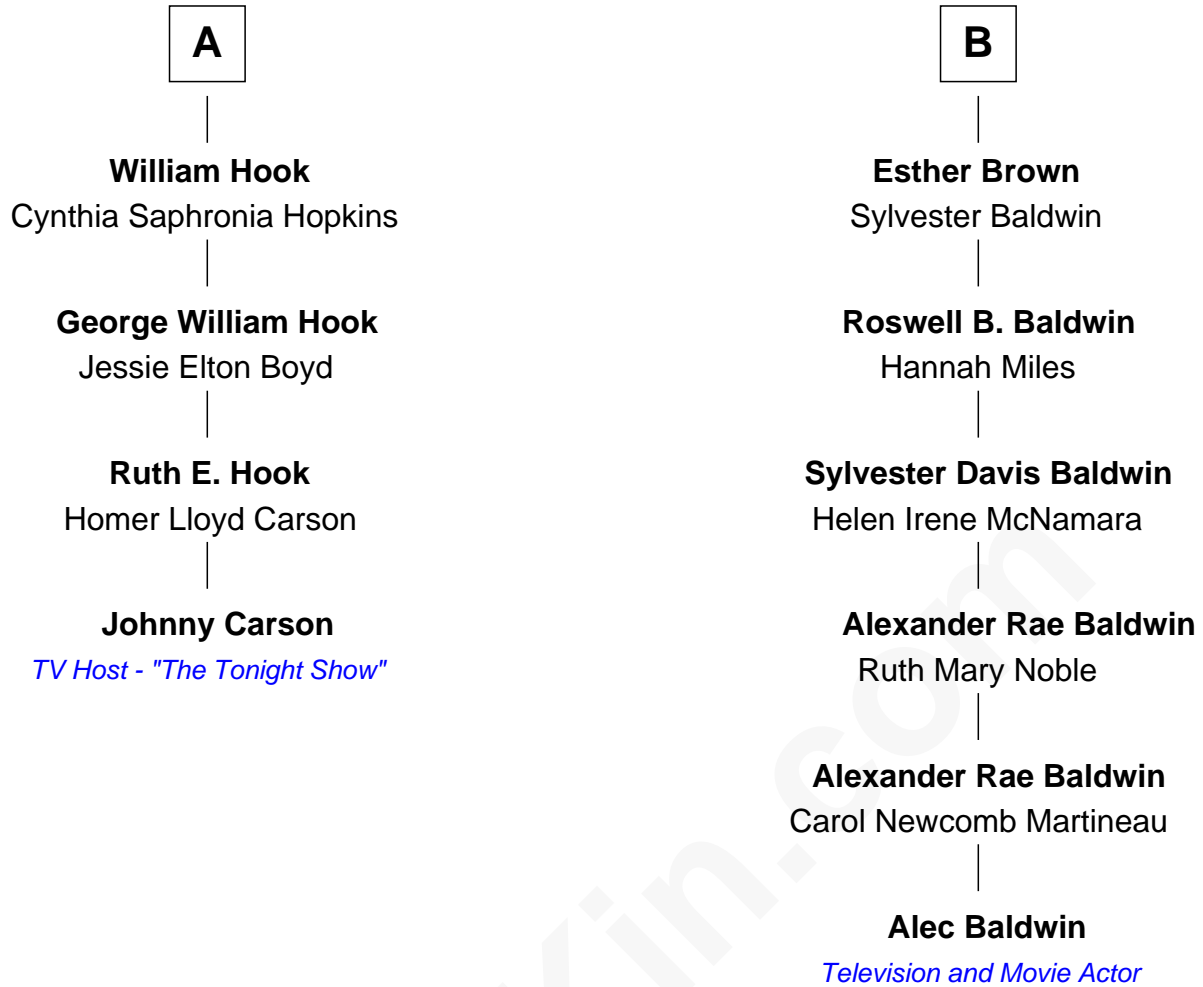 A
William Hook
Cynthia Saphronia Hopkins
George William Hook
Jessie Elton Boyd
Ruth E. Hook
Homer Lloyd Carson
Johnny Carson
TV Host - "The Tonight Show"
B
Esther Brown
Sylvester Baldwin
Roswell B. Baldwin
Hannah Miles
Sylvester Davis Baldwin
Helen Irene McNamara
Alexander Rae Baldwin
Ruth Mary Noble
Alexander Rae Baldwin
Carol Newcomb Martineau
Alec Baldwin
Television and Movie Actor
Kin.com